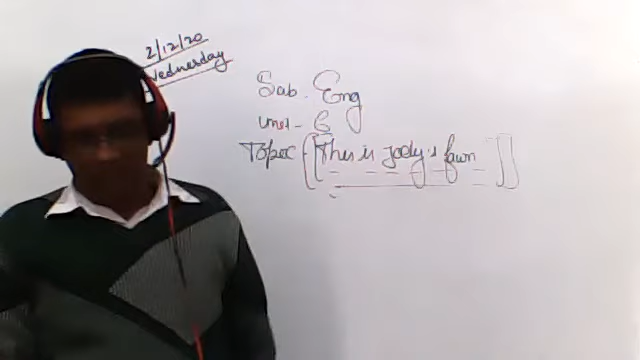 2/12/20
Wednesday
Sub. Eng
Unit - 6
Topic [[This is Jody's fawn]]